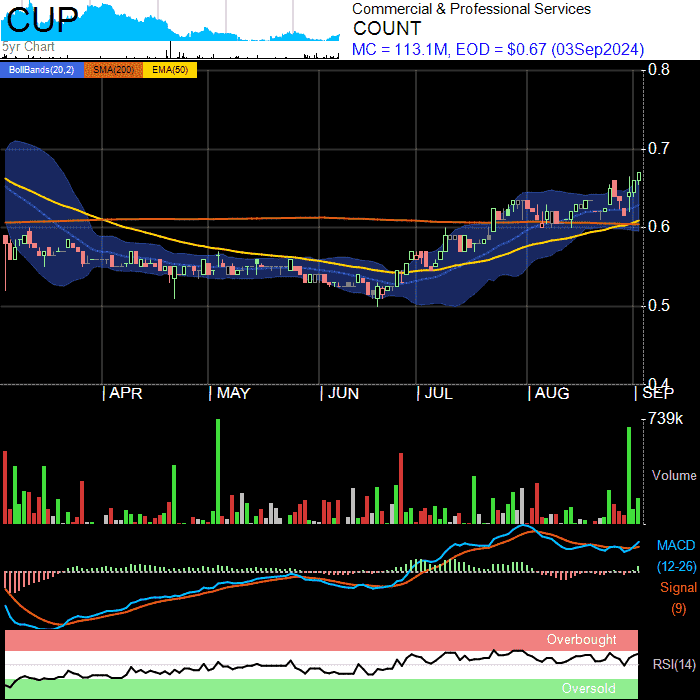 CUP
5yr Chart
Commercial & Professional Services
COUNT
MC = 113.1M, EOD = $0.67 (03Sep2024)
BollBands(20,2) SMA(200) EMA(50)
0.8
0.7
0.6
0.5
0.4
| APR | MAY | JUN | JUL | AUG | SEP
739k
Volume
MACD
(12-26)
Signal
(9)
Overbought
RSI(14)
Oversold